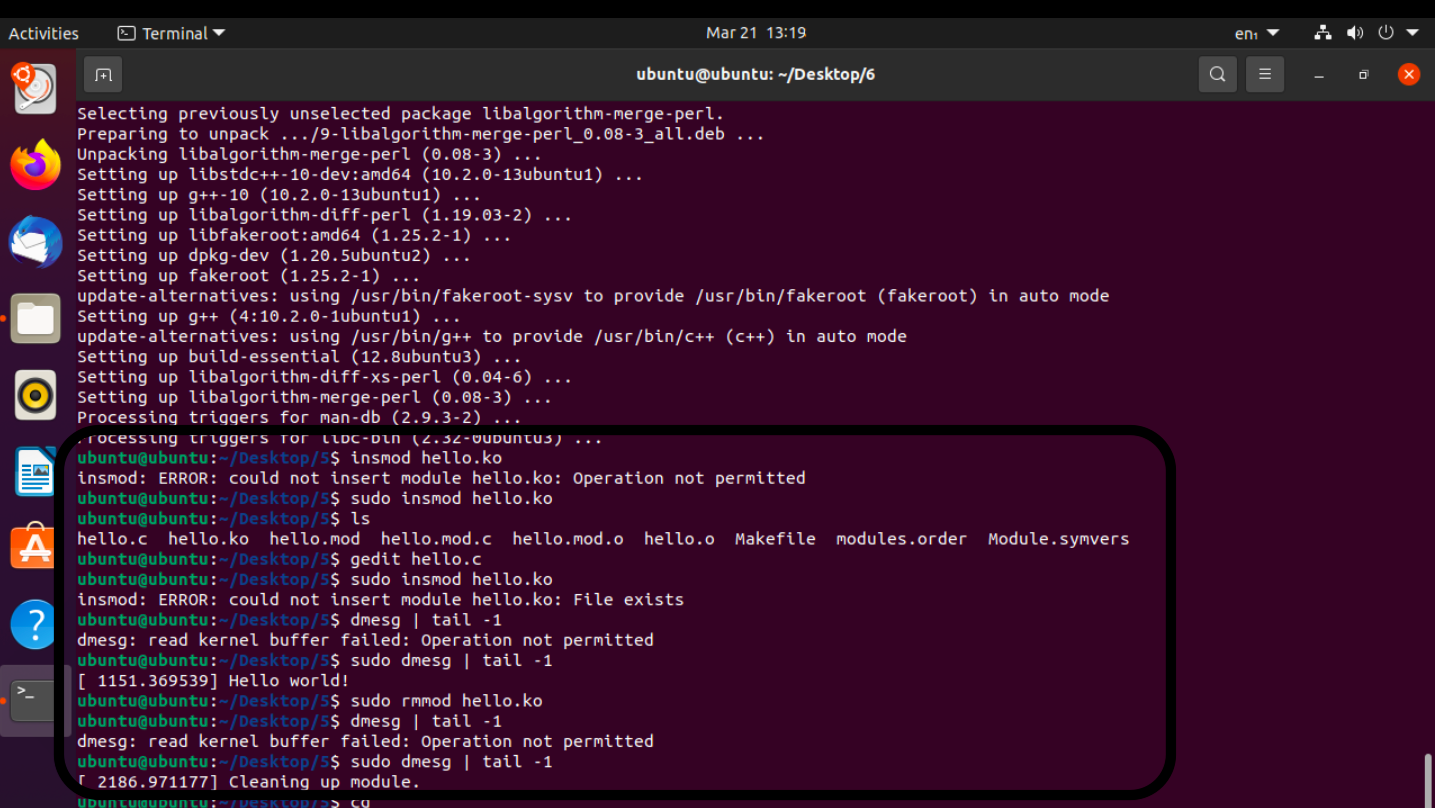 Activities Terminal Mar 21 13:19 en₁
ubuntu@ubuntu: ~/Desktop/6
Selecting previously unselected package libalgorithm-merge-perl.
Preparing to unpack .../9-libalgorithm-merge-perl_0.08-3_all.deb ...
Unpacking libalgorithm-merge-perl (0.08-3) ...
Setting up libstdc++-10-dev:amd64 (10.2.0-13ubuntu1) ...
Setting up g++-10 (10.2.0-13ubuntu1) ...
Setting up libalgorithm-diff-perl (1.19.03-2) ...
Setting up libfakeroot:amd64 (1.25.2-1) ...
Setting up dpkg-dev (1.20.5ubuntu2) ...
Setting up fakeroot (1.25.2-1) ...
update-alternatives: using /usr/bin/fakeroot-sysv to provide /usr/bin/fakeroot (fakeroot) in auto mode
Setting up g++ (4:10.2.0-1ubuntu1) ...
update-alternatives: using /usr/bin/g++ to provide /usr/bin/c++ (c++) in auto mode
Setting up build-essential (12.8ubuntu3) ...
Setting up libalgorithm-diff-xs-perl (0.04-6) ...
Setting up libalgorithm-merge-perl (0.08-3) ...
Processing triggers for man-db (2.9.3-2) ...
Processing triggers for libc-bin (2.32-0ubuntu3) ...
ubuntu@ubuntu:~/Desktop/5$ insmod hello.ko
insmod: ERROR: could not insert module hello.ko: Operation not permitted
ubuntu@ubuntu:~/Desktop/5$ sudo insmod hello.ko
ubuntu@ubuntu:~/Desktop/5$ ls
hello.c hello.ko hello.mod hello.mod.c hello.mod.o hello.o Makefile modules.order Module.symvers
ubuntu@ubuntu:~/Desktop/5$ gedit hello.c
ubuntu@ubuntu:~/Desktop/5$ sudo insmod hello.ko
insmod: ERROR: could not insert module hello.ko: File exists
ubuntu@ubuntu:~/Desktop/5$ dmesg | tail -1
dmesg: read kernel buffer failed: Operation not permitted
ubuntu@ubuntu:~/Desktop/5$ sudo dmesg | tail -1
[ 1151.369539] Hello world!
ubuntu@ubuntu:~/Desktop/5$ sudo rmmod hello.ko
ubuntu@ubuntu:~/Desktop/5$ dmesg | tail -1
dmesg: read kernel buffer failed: Operation not permitted
ubuntu@ubuntu:~/Desktop/5$ sudo dmesg | tail -1
[ 2186.971177] Cleaning up module.
ubuntu@ubuntu:~/Desktop/5$